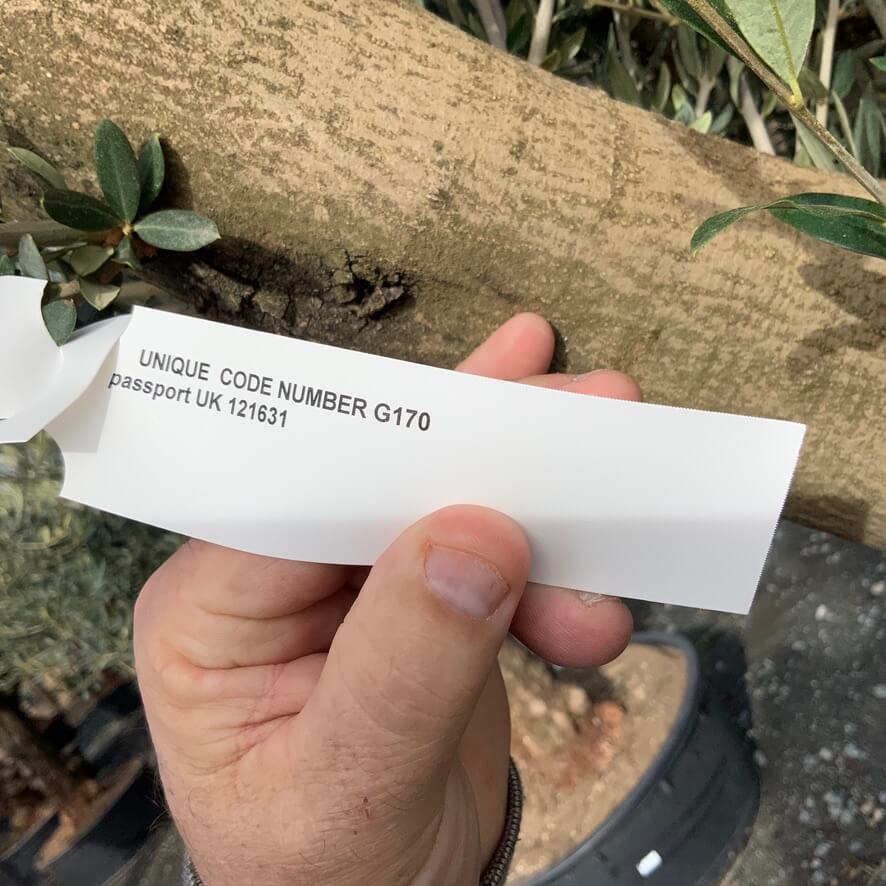 UNIQUE CODE NUMBER G170
passport UK 121631